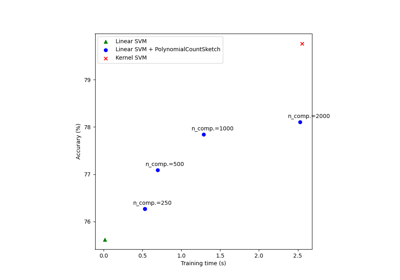 Linear SVM
Linear SVM + PolynomialCountSketch
Kernel SVM
79
n_comp.=2000
78
n_comp.=1000
n_comp.=500
77
n_comp.=250
76
Accurary (%)
0.0 0.5 1.0 1.5 2.0 2.5
Training time (s)